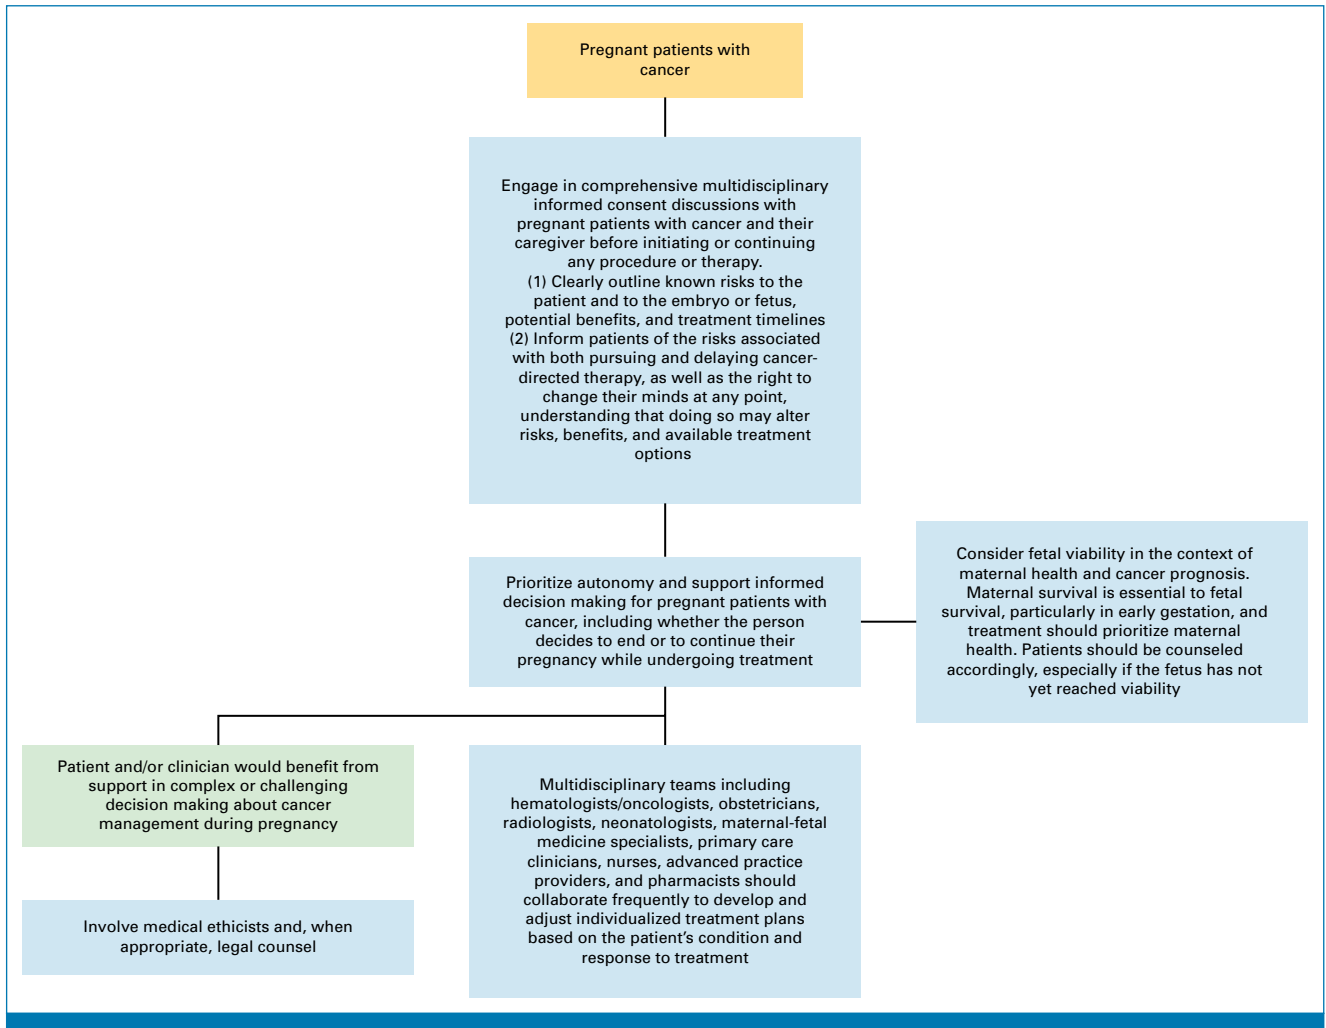 Pregnant patients with
cancer
Engage in comprehensive multidisciplinary
informed consent discussions with
pregnant patients with cancer and their
caregiver before initiating or continuing
any procedure or therapy.
(1) Clearly outline known risks to the
patient and to the embryo or fetus,
potential benefits, and treatment timelines
(2) Inform patients of the risks associated
with both pursuing and delaying cancer-
directed therapy, as well as the right to
change their minds at any point,
understanding that doing so may alter
risks, benefits, and available treatment
options
Prioritize autonomy and support informed
decision making for pregnant patients with
cancer, including whether the person
decides to end or to continue their
pregnancy while undergoing treatment
Consider fetal viability in the context of
maternal health and cancer prognosis.
Maternal survival is essential to fetal
survival, particularly in early gestation, and
treatment should prioritize maternal
health. Patients should be counseled
accordingly, especially if the fetus has not
yet reached viability
Patient and/or clinician would benefit from
support in complex or challenging
decision making about cancer
management during pregnancy
Involve medical ethicists and, when
appropriate, legal counsel
Multidisciplinary teams including
hematologists/oncologists, obstetricians,
radiologists, neonatologists, maternal-fetal
medicine specialists, primary care
clinicians, nurses, advanced practice
providers, and pharmacists should
collaborate frequently to develop and
adjust individualized treatment plans
based on the patient’s condition and
response to treatment